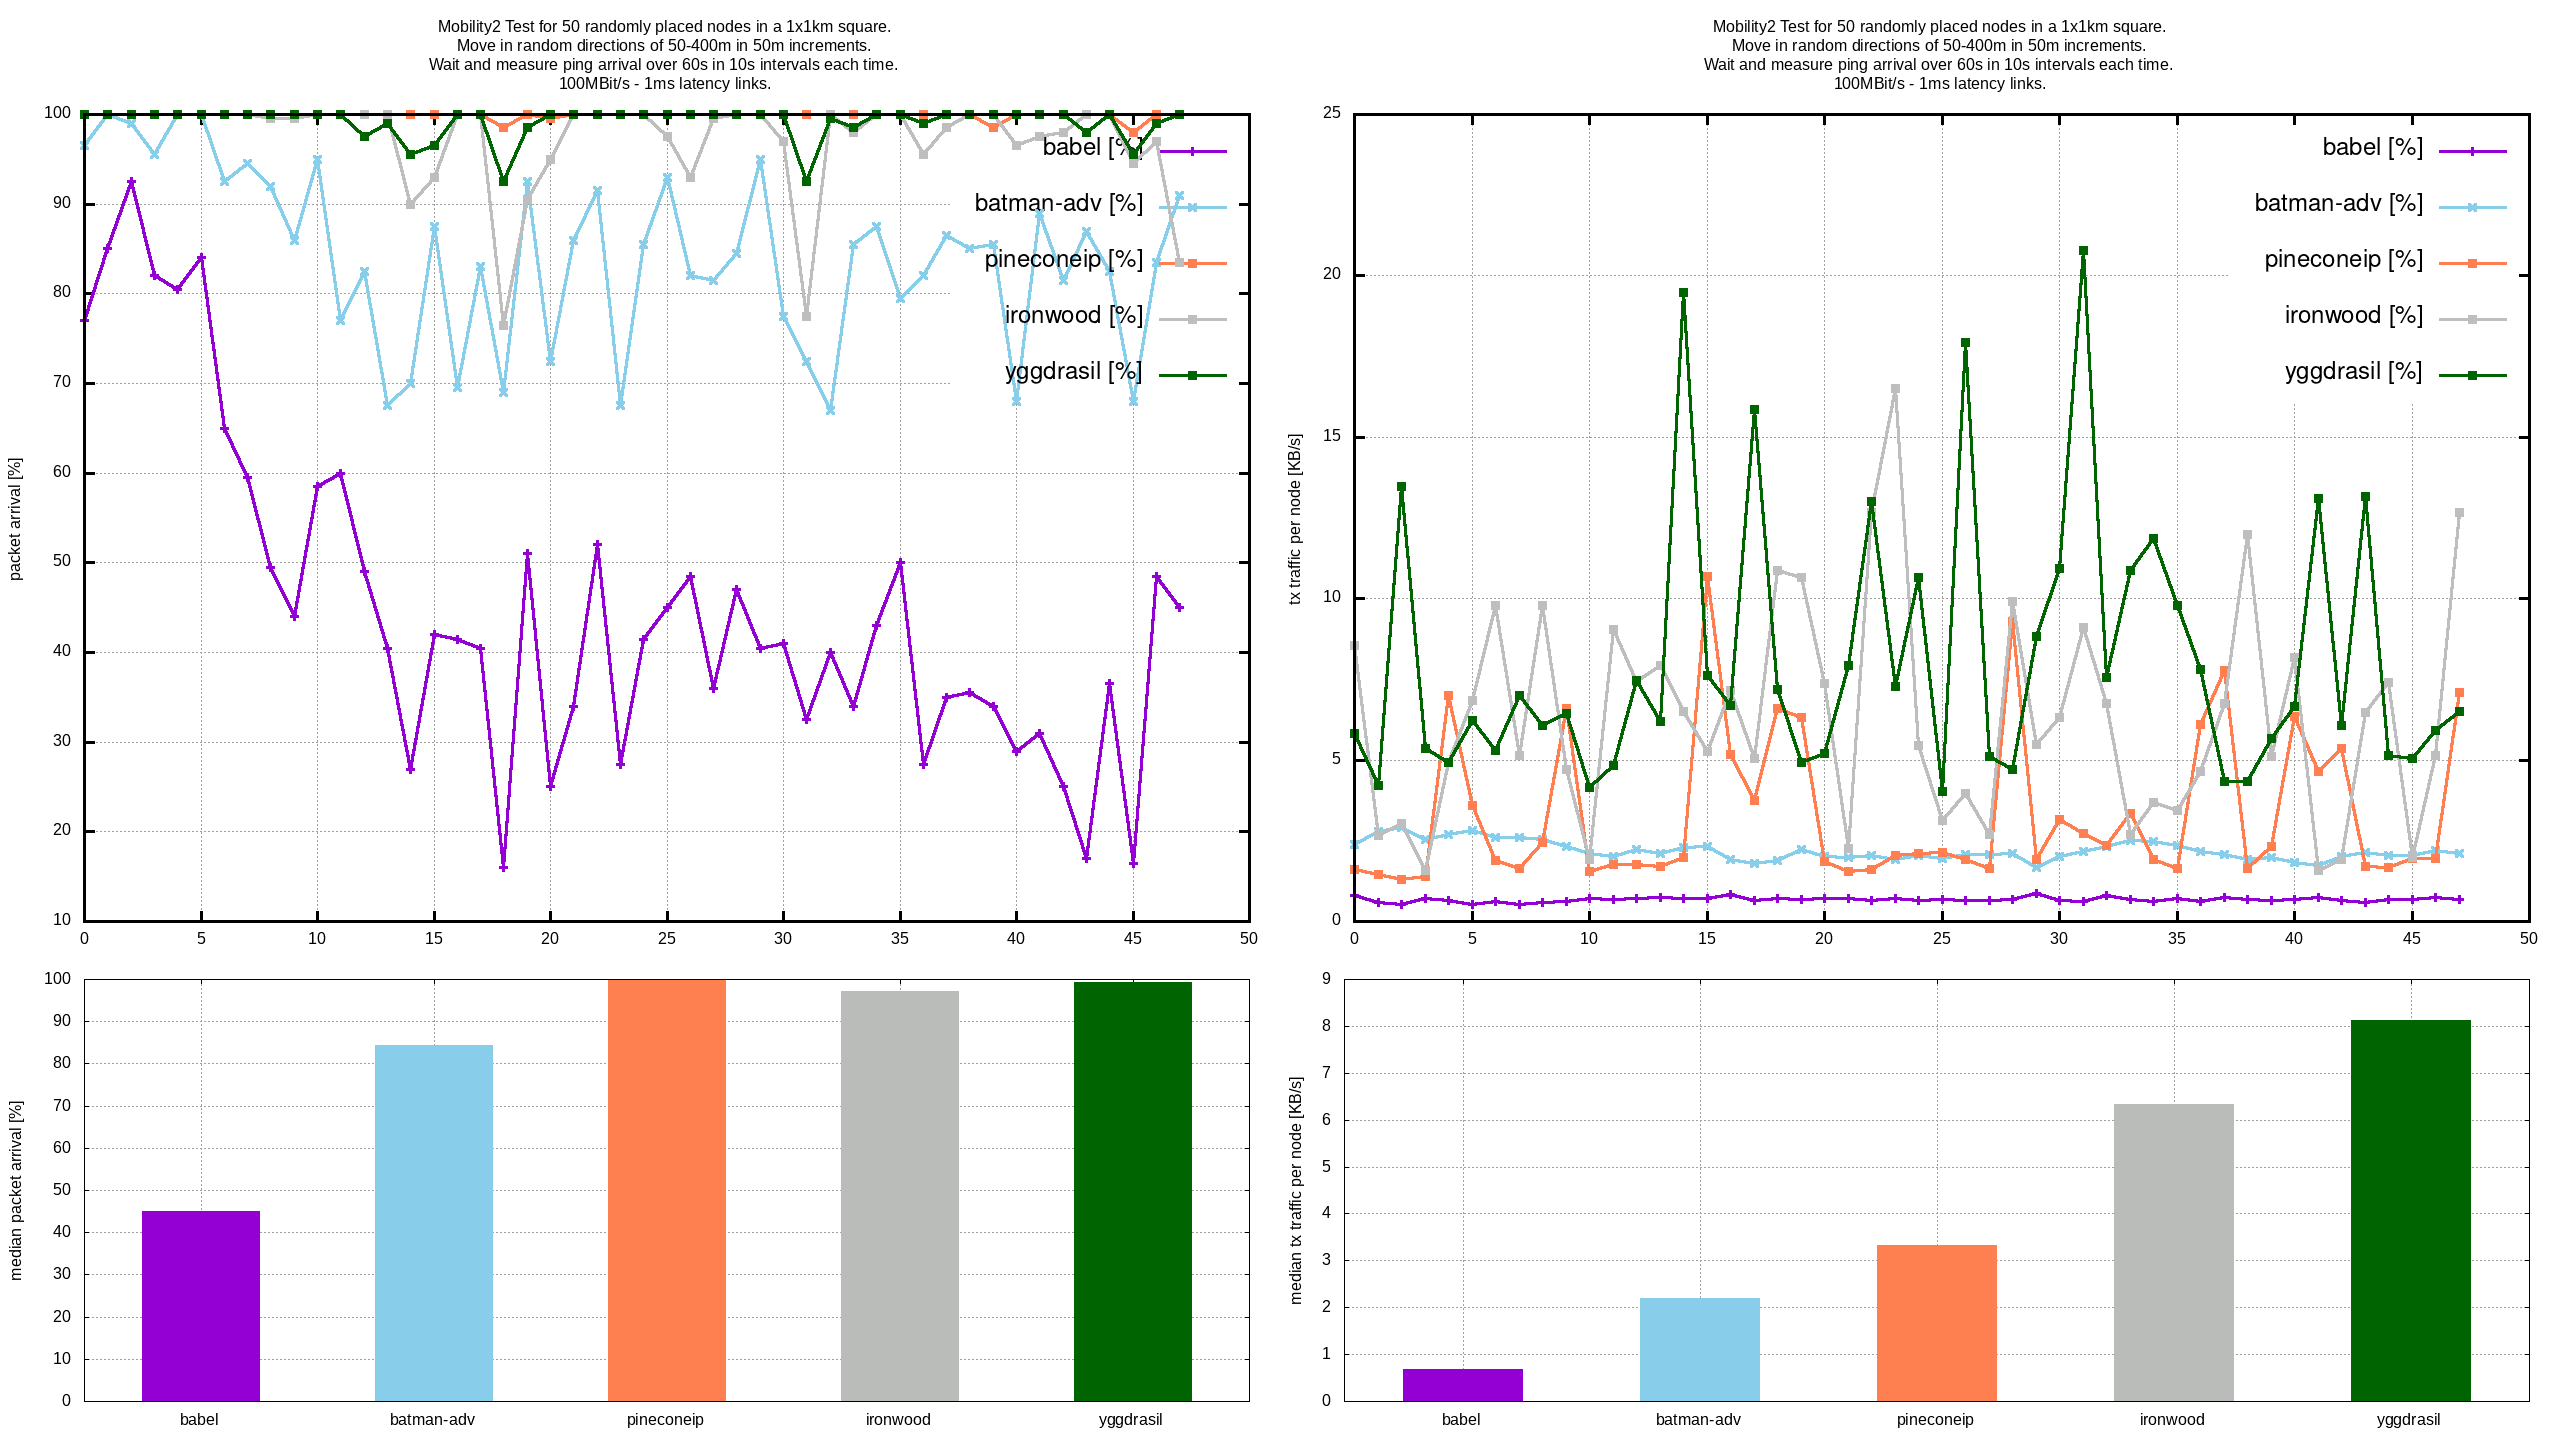 Mobility2 Test for 50 randomly placed nodes in a 1x1km square.
Move in random directions of 50-400m in 50m increments.
Wait and measure ping arrival over 60s in 10s intervals each time.
100MBit/s - 1ms latency links.
packet arrival [%]
100
90
80
70
60
50
40
30
20
10
babel [%]
batman-adv [%]
pineconeip [%]
ironwood [%]
yggdrasil [%]
0 5 10 15 20 25 30 35 40 45 50
Mobility2 Test for 50 randomly placed nodes in a 1x1km square.
Move in random directions of 50-400m in 50m increments.
Wait and measure ping arrival over 60s in 10s intervals each time.
100MBit/s - 1ms latency links.
tx traffic per node [KB/s]
25
20
15
10
5
0
babel [%]
batman-adv [%]
pineconeip [%]
ironwood [%]
yggdrasil [%]
0 5 10 15 20 25 30 35 40 45 50
median packet arrival [%]
100
90
80
70
60
50
40
30
20
10
0
babel batman-adv pineconeip ironwood yggdrasil
median tx traffic per node [KB/s]
9
8
7
6
5
4
3
2
1
0
babel batman-adv pineconeip ironwood yggdrasil